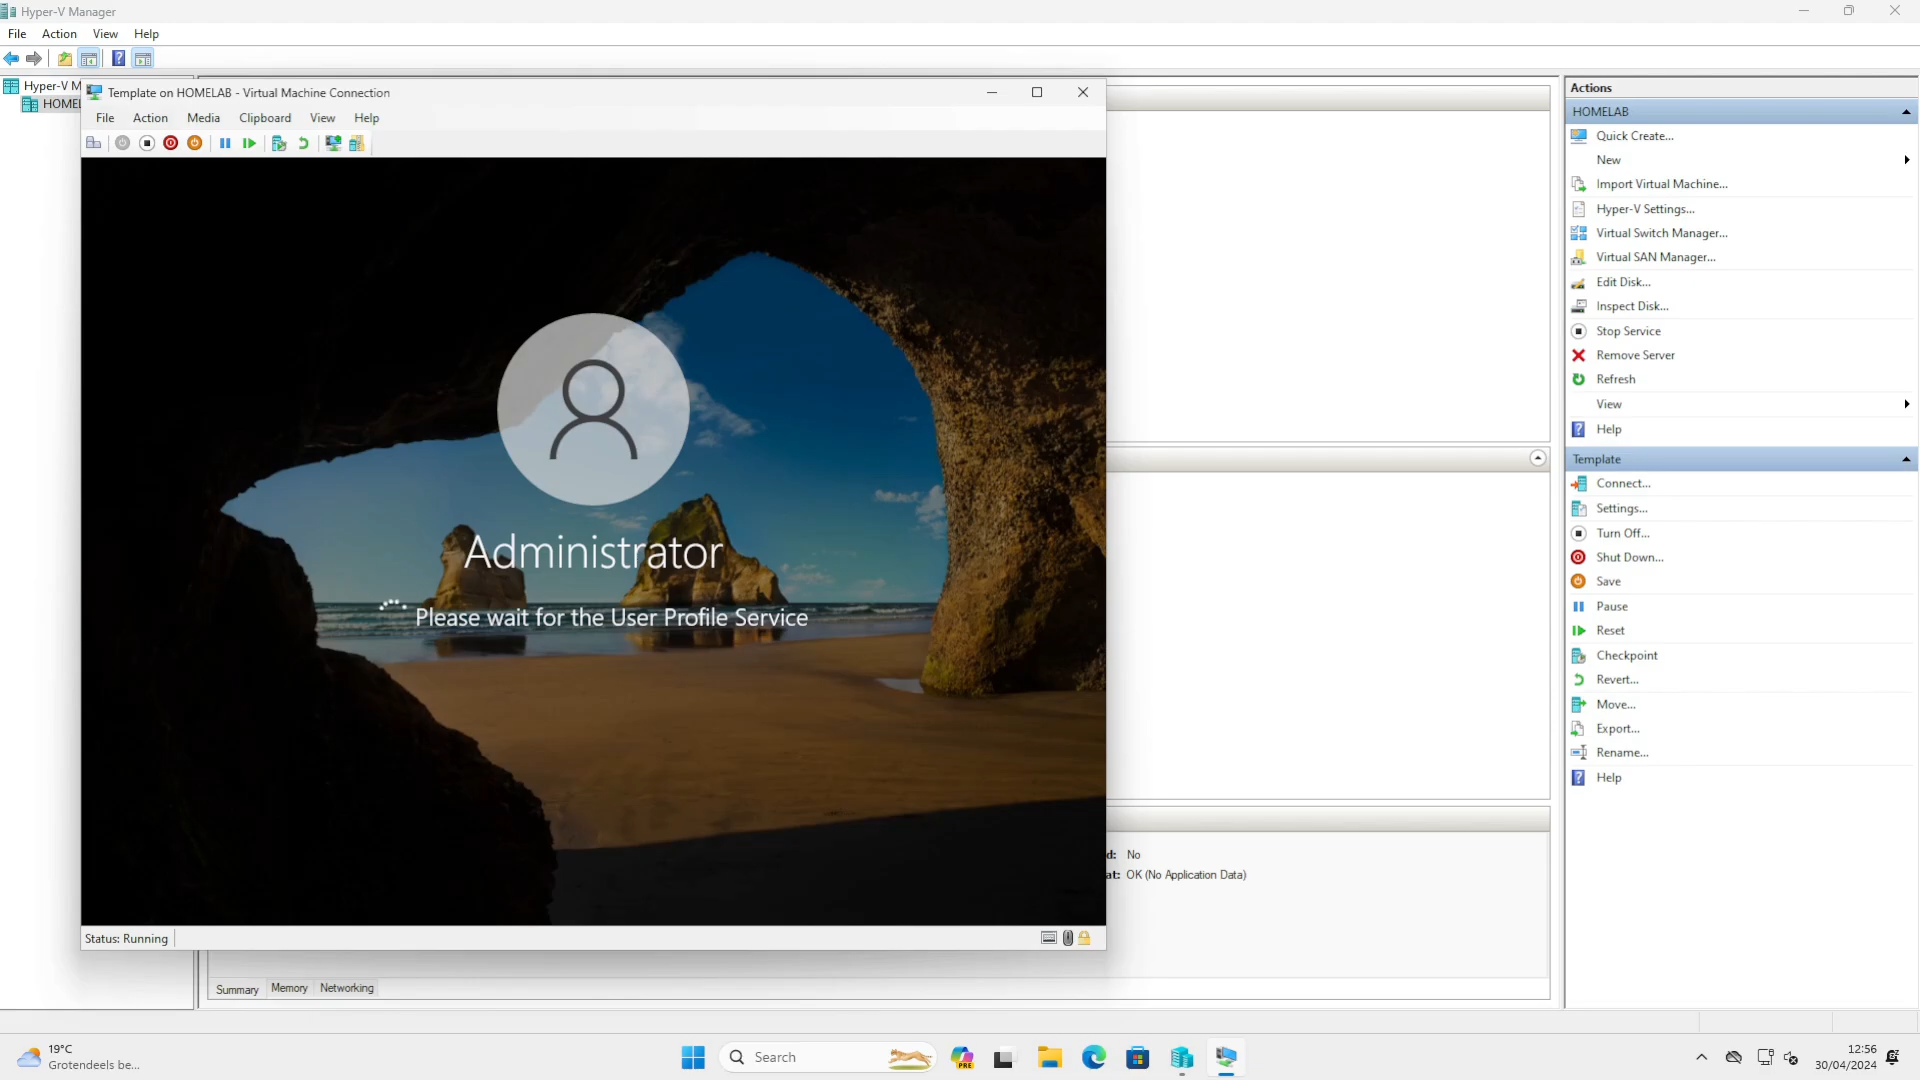 Hyper-V Manager
File Action View Help
Hyper-V M
HOMEL
Template on HOMELAB - Virtual Machine Connection
File Action Media Clipboard View Help
Administrator
Please wait for the User Profile Service
Status: Running
d: No
at: OK (No Application Data)
Summary Memory Networking
Actions
HOMELAB
Quick Create...
New
Import Virtual Machine...
Hyper-V Settings...
Virtual Switch Manager...
Virtual SAN Manager...
Edit Disk...
Inspect Disk...
Stop Service
Remove Server
Refresh
View
Help
Template
Connect...
Settings...
Turn Off...
Shut Down...
Save
Pause
Reset
Checkpoint
Revert...
Move...
Export...
Rename...
Help
19°C
Grotendeels be...
Search
PRE
12:56
30/04/2024